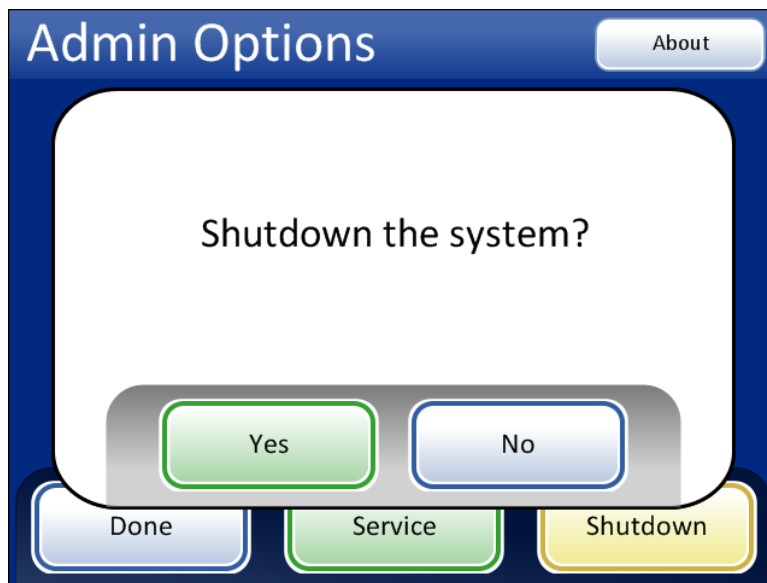 Admin Options
About
Shutdown the system?
Yes No
Done Service Shutdown